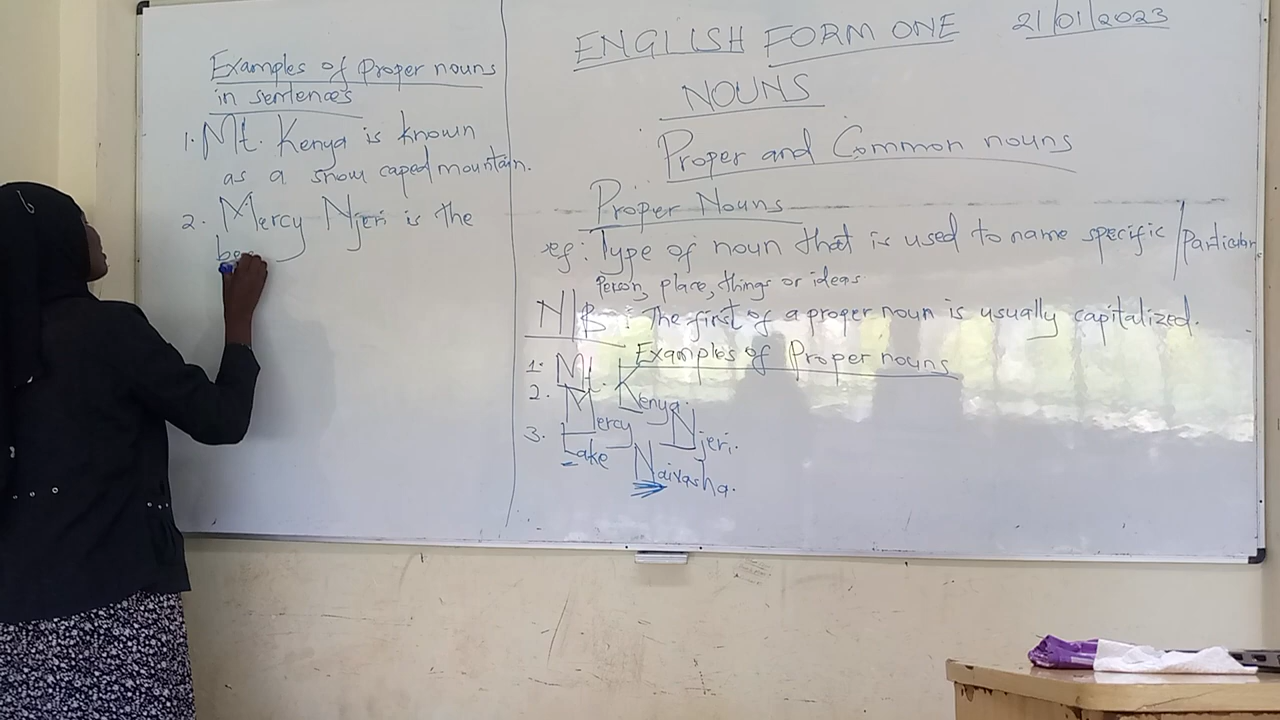 Examples of Proper nouns
in sentences
1. Mt. Kenya is known
as a snow caped mountain.
2. Mercy Njeri is the
be
ENGLISH FORM ONE 21/01/2023
NOUNS
Proper and Common nouns
Proper Nouns
: Type of noun that is used to name specific / particular
Person, place, things or ideas
N/B : The first of a proper noun is usually capitalized.
Examples of Proper nouns
1. Mt. Kenya.
2. Mercy Njeri.
3. Lake Naivasha.